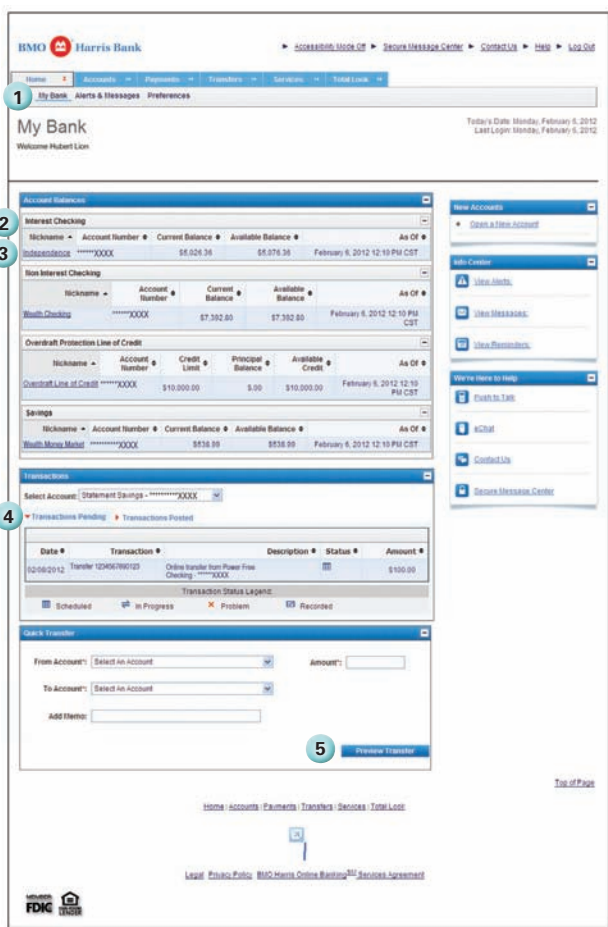 BMO Harris Bank
Accessibility Mode Off Secure Message Center Contact Us Help Log Out
Home Accounts Payments Transfers Services Total Look
1
My Bank Alerts & Messages Preferences
My Bank
Today's Date: Monday, February 6, 2012
Last Login: Monday, February 6, 2012
Welcome Hubert Lion
Account Balances
2
Interest Checking
Nickname Account Number Current Balance Available Balance As Of
3
Independence ******XXXX $5,026.36 $5,076.36 February 6, 2012 12:10 PM CST
Non Interest Checking
Nickname Account Number Current Balance Available Balance As Of
Wealth Checking ******XXXX $7,392.80 $7,392.80 February 6, 2012 12:10 PM CST
Overdraft Protection Line of Credit
Nickname Account Number Credit Limit Principal Balance Available Credit As Of
Overdraft Line of Credit ******XXXX $10,000.00 $.00 $10,000.00 February 6, 2012 12:10 PM CST
Savings
Nickname Account Number Current Balance Available Balance As Of
Wealth Money Market **********XXXX $538.99 $538.99 February 6, 2012 12:10 PM CST
New Accounts
Open a New Account
Info Center
View Alerts:
View Messages:
View Reminders:
We're Here to Help
Push to Talk
eChat
Contact Us
Secure Message Center
Transactions
Select Account: Statement Savings - **********XXXX
4
Transactions Pending Transactions Posted
Date Transaction Description Status Amount
02/08/2012 Transfer 1234567890123 Online transfer from Power Free Checking - ******XXXX $100.00
Transaction Status Legend:
Scheduled In Progress Problem Recorded
Quick Transfer
From Account*: Select An Account Amount*:
To Account*: Select An Account
Add Memo:
5
Preview Transfer
Top of Page
Home | Accounts | Payments | Transfers | Services | Total Look
Legal Privacy Policy BMO Harris Online Banking SM Services Agreement
MEMBER
FDIC
LENDER